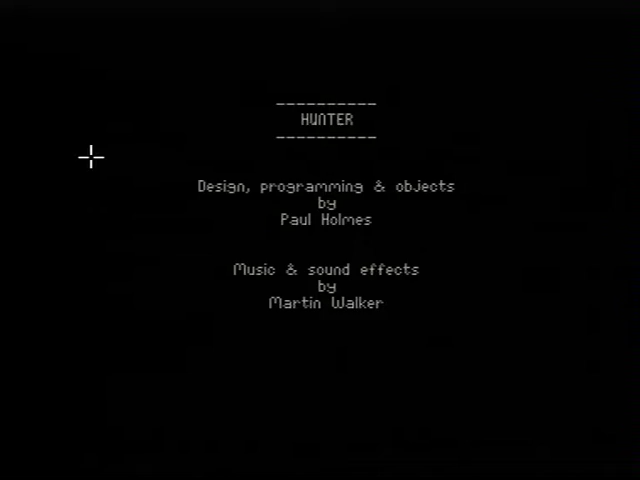 ----------
HUNTER
----------
Design, programming & objects
by
Paul Holmes
Music & sound effects
by
Martin Walker